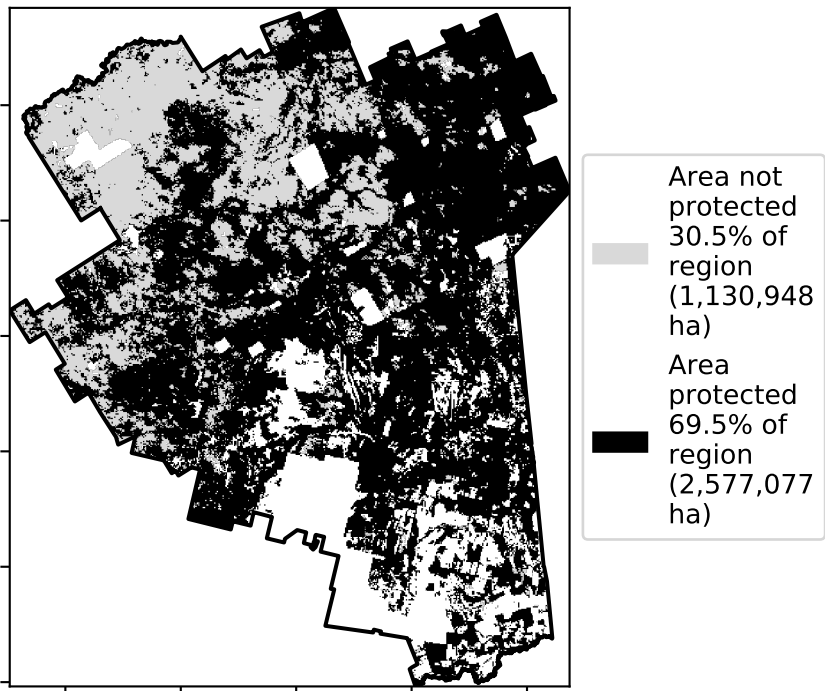 Area not
protected
30.5% of
region
(1,130,948
ha)
Area
protected
69.5% of
region
(2,577,077
ha)